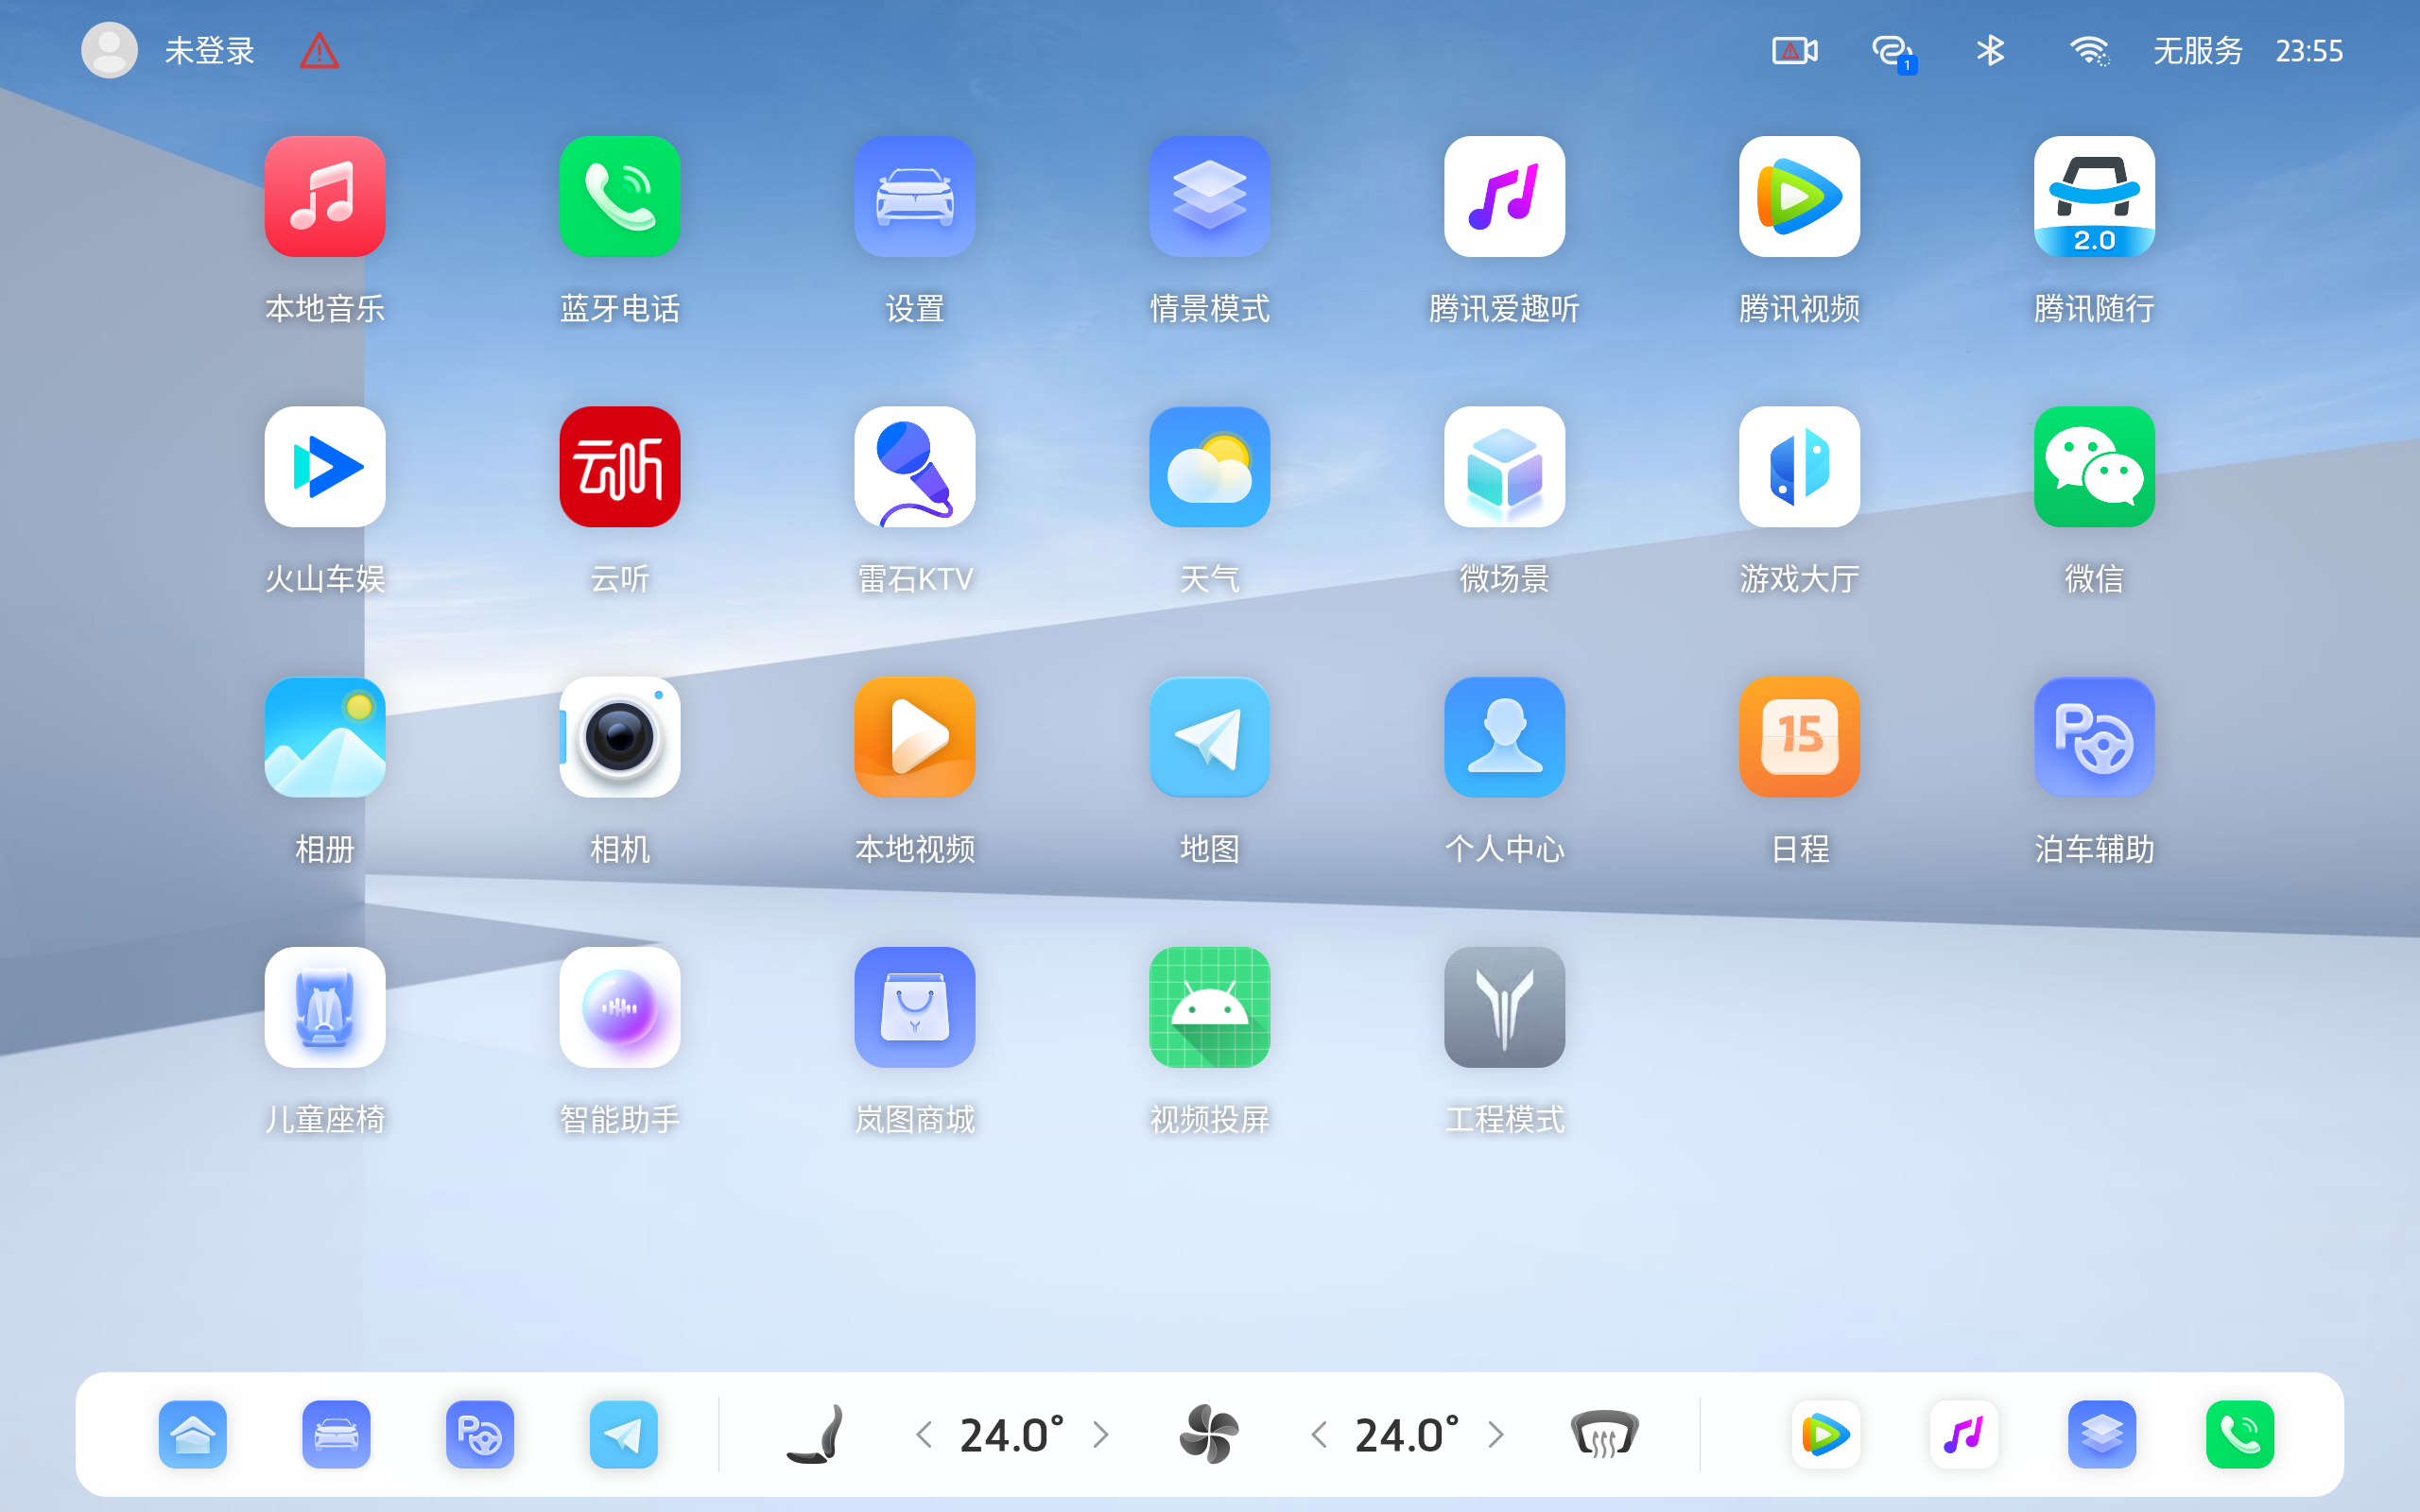 未登录
1
无服务 23:55
2.0
本地音乐 蓝牙电话 设置 情景模式 腾讯爱趣听 腾讯视频 腾讯随行
云听
火山车娱 云听 雷石KTV 天气 微场景 游戏大厅 微信
15
P
相册 相机 本地视频 地图 个人中心 日程 泊车辅助
儿童座椅 智能助手 岚图商城 视频投屏 工程模式
P
24.0° 24.0°